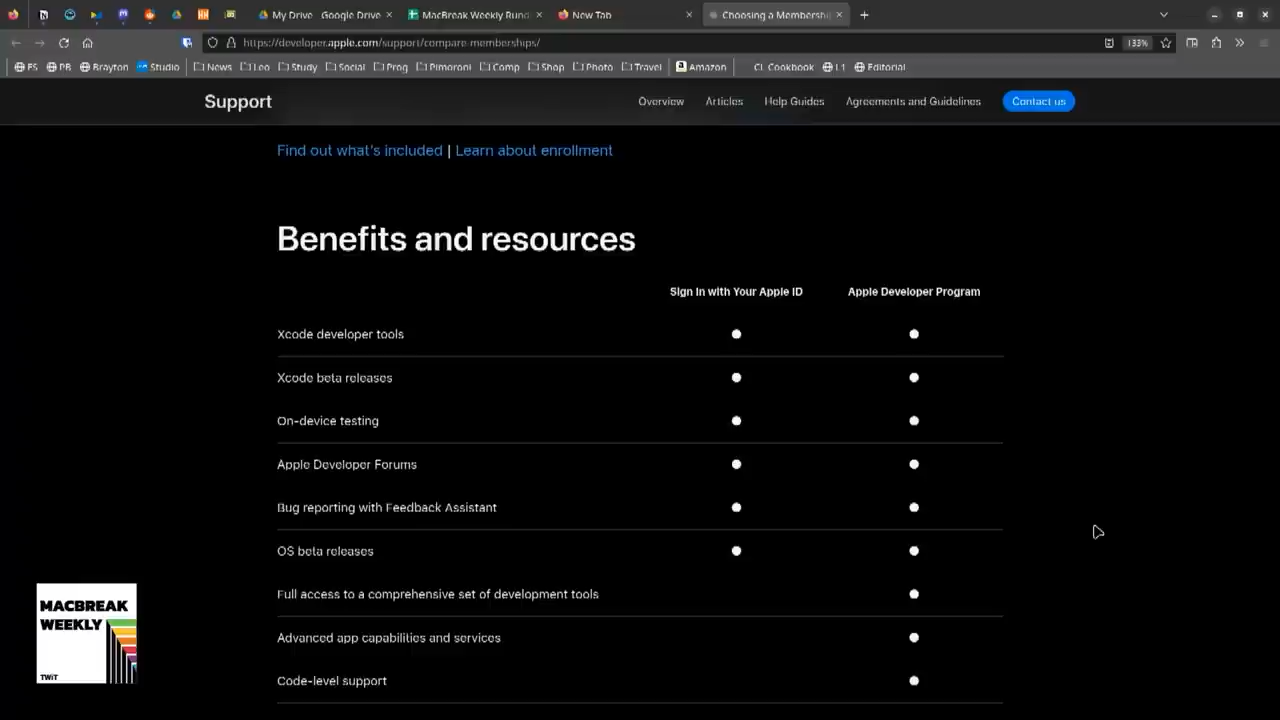 My Drive - Google Drive
MacBreak Weekly Rund
New Tab
Choosing a Membershi
https://developer.apple.com/support/compare-memberships/
133%
FS
PB
Brayton
Studio
News
Leo
Study
Social
Prog
Pimoroni
Comp
Shop
Photo
Travel
Amazon
CL Cookbook
L1
Editorial
Support
Overview
Articles
Help Guides
Agreements and Guidelines
Contact us
Find out what's included | Learn about enrollment
Benefits and resources
Sign In with Your Apple ID
Apple Developer Program
Xcode developer tools
Xcode beta releases
On-device testing
Apple Developer Forums
Bug reporting with Feedback Assistant
OS beta releases
Full access to a comprehensive set of development tools
Advanced app capabilities and services
Code-level support
MACBREAK
WEEKLY
TWiT